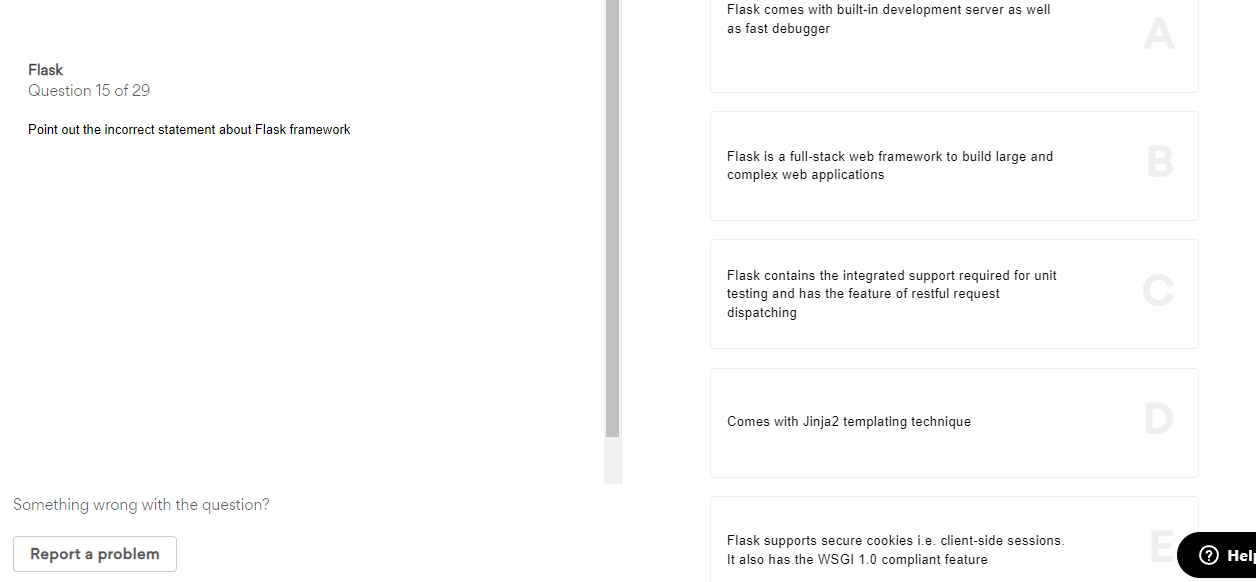 Flask
Question 15 of 29
Point out the incorrect statement about Flask framework
Something wrong with the question?
Report a problem
Flask comes with built-in development server as well
as fast debugger
A
Flask is a full-stack web framework to build large and
complex web applications
B
Flask contains the integrated support required for unit
testing and has the feature of restful request
dispatching
C
Comes with Jinja2 templating technique
D
Flask supports secure cookies i.e. client-side sessions.
It also has the WSGI 1.0 compliant feature
E
Help